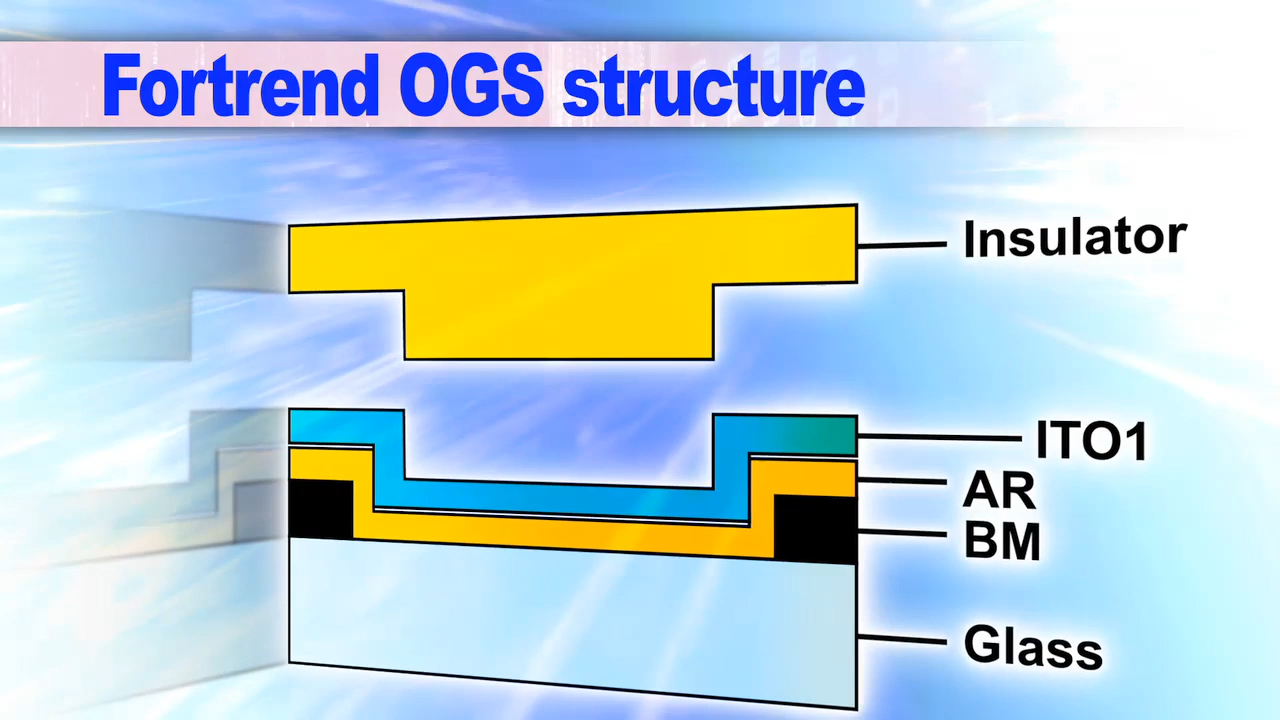 Fortrend OGS structure
Insulator
ITO1
AR
BM
Glass